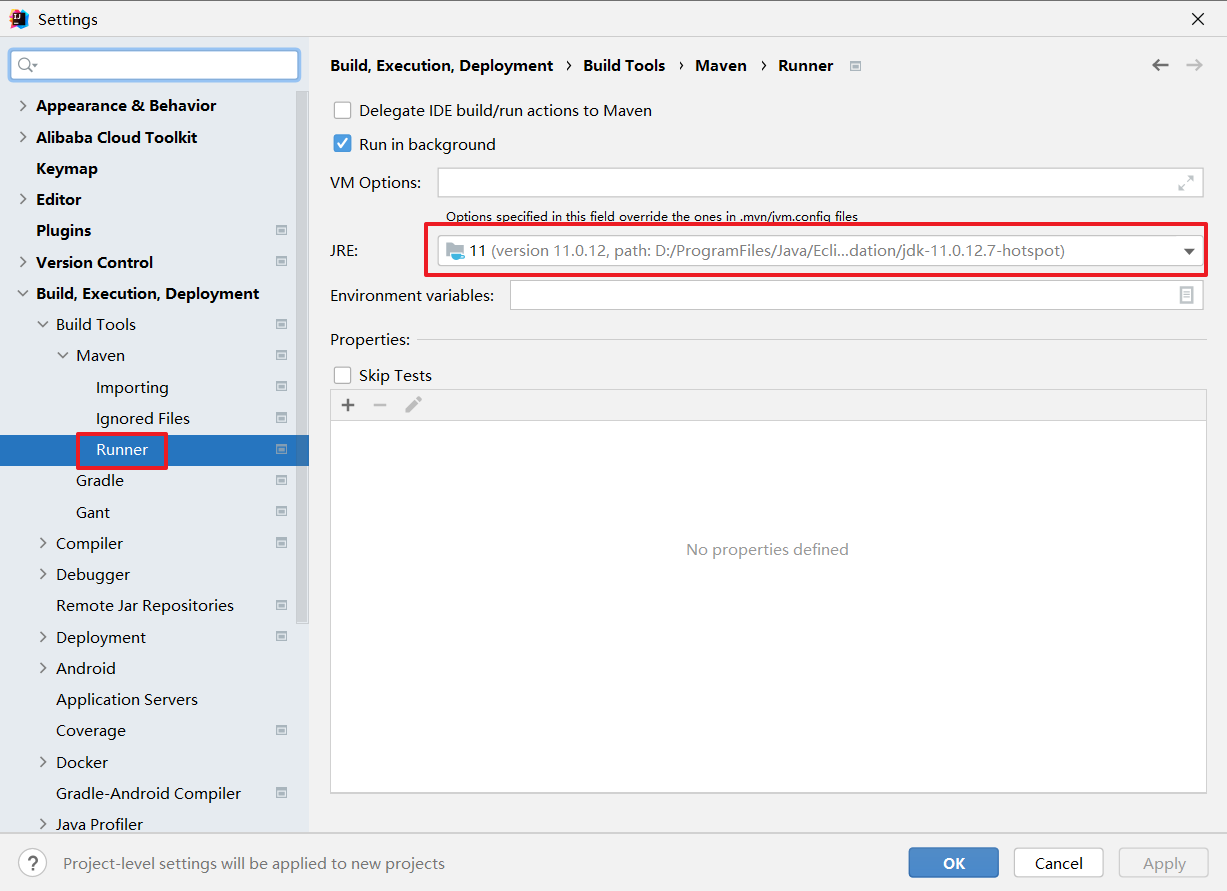 Settings
Appearance & Behavior
Alibaba Cloud Toolkit
Keymap
Editor
Plugins
Version Control
Build, Execution, Deployment
Build Tools
Maven
Importing
Ignored Files
Runner
Gradle
Gant
Compiler
Debugger
Remote Jar Repositories
Deployment
Android
Application Servers
Coverage
Docker
Gradle-Android Compiler
Java Profiler
Build, Execution, Deployment › Build Tools › Maven › Runner
Delegate IDE build/run actions to Maven
Run in background
VM Options:
Options specified in this field override the ones in .mvn/jvm.config files
JRE: 11 (version 11.0.12, path: D:/ProgramFiles/Java/Ecli...dation/jdk-11.0.12.7-hotspot)
Environment variables:
Properties:
Skip Tests
No properties defined
? Project-level settings will be applied to new projects
OK Cancel Apply